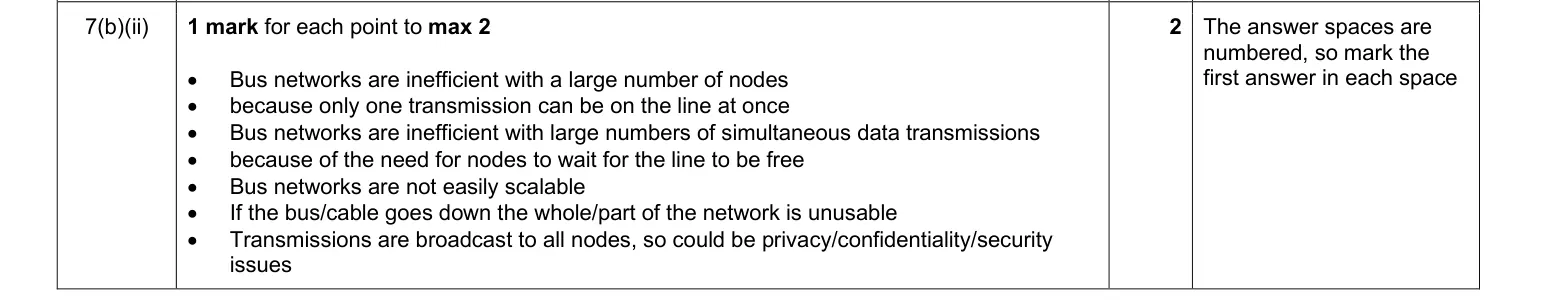 7(b)(ii)
1 mark for each point to max 2
• Bus networks are inefficient with a large number of nodes
• because only one transmission can be on the line at once
• Bus networks are inefficient with large numbers of simultaneous data transmissions
• because of the need for nodes to wait for the line to be free
• Bus networks are not easily scalable
• If the bus/cable goes down the whole/part of the network is unusable
• Transmissions are broadcast to all nodes, so could be privacy/confidentiality/security
issues
2
The answer spaces are
numbered, so mark the
first answer in each space